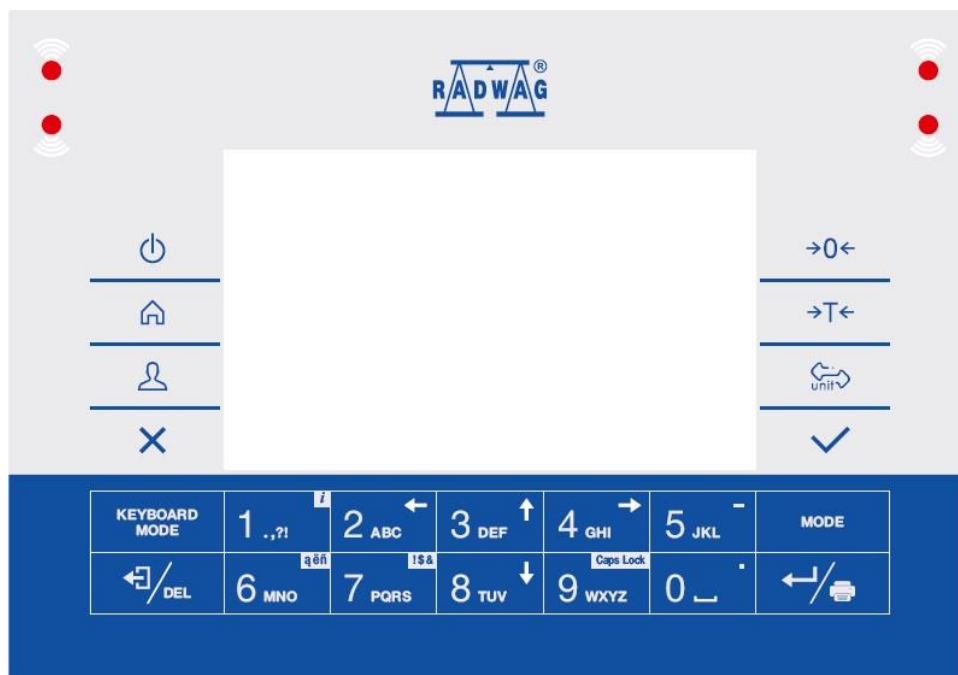 RADWAG®
→0←
→T←
unit
KEYBOARD MODE
1 .,?! i
2 ABC ←
3 DEF ↑
4 GHI →
5 JKL -
MODE
/DEL
6 MNO ąëñ
7 PQRS !$&
8 TUV ↓
9 WXYZ Caps Lock
0 ⎵ .